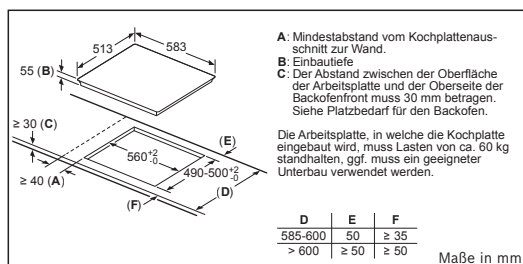 513
583
55 (B)
≥ 30 (C)
(E)
560 +2 -0
490-500 +2 -0
≥ 40 (A)
(D)
(F)
A: Mindestabstand vom Kochplattenaus-
schnitt zur Wand.
B: Einbautiefe
C: Der Abstand zwischen der Oberfläche
der Arbeitsplatte und der Oberseite der
Backofenfront muss 30 mm betragen.
Siehe Platzbedarf für den Backofen.
Die Arbeitsplatte, in welche die Kochplatte
eingebaut wird, muss Lasten von ca. 60 kg
standhalten, ggf. muss ein geeigneter
Unterbau verwendet werden.
D E F
585-600 50 ≥ 35
> 600 ≥ 50 ≥ 50
Maße in mm